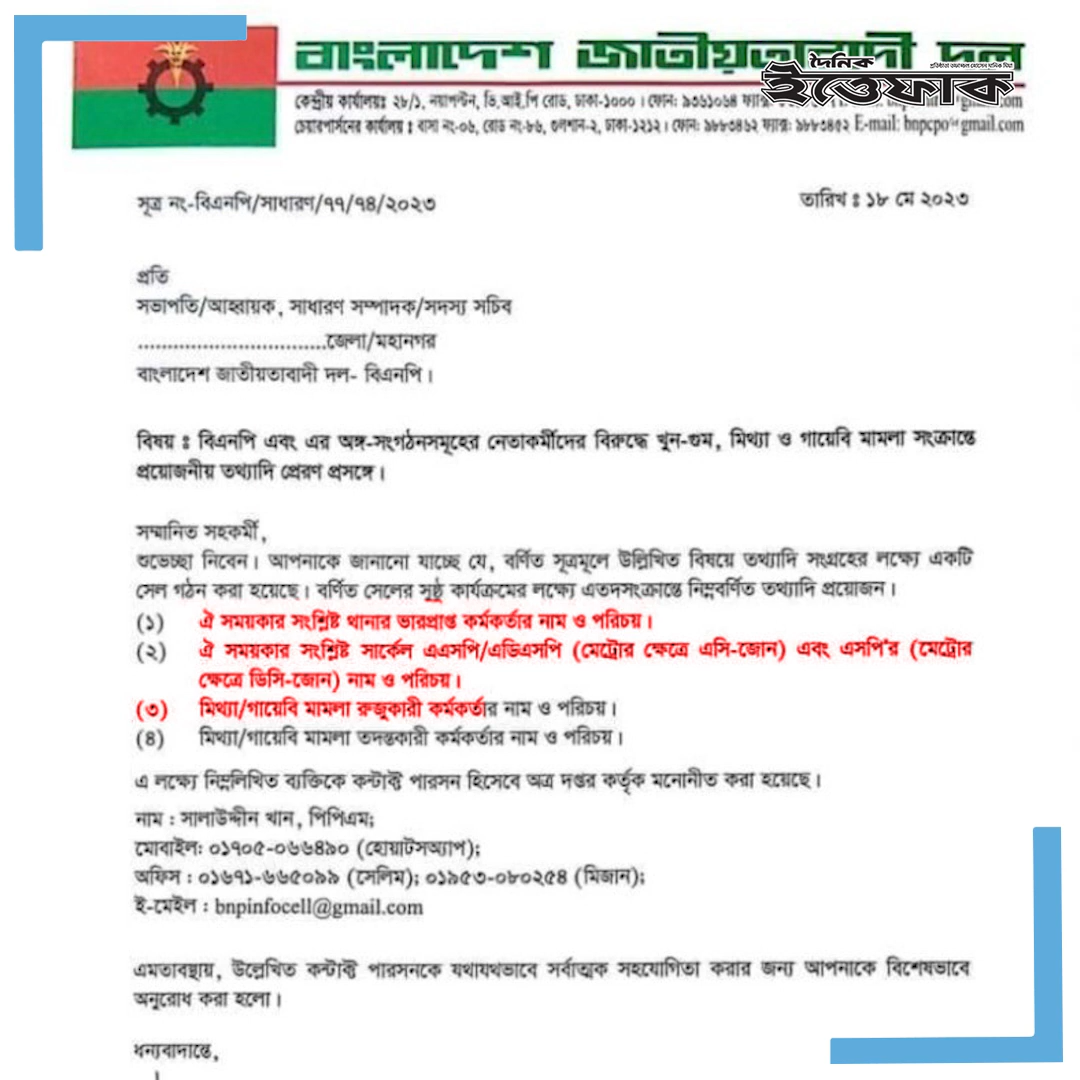 বাংলাদেশ জাতীয়তাবাদী দল
দৈনিক
ইত্তেফাক
কেন্দ্রীয় কার্যালয়ঃ ২৮/১, নয়াপল্টন, ভি.আই.পি রোড, ঢাকা-১০০০ । ফোন: ৯৩৬১০৬৪
চেয়ারপার্সনের কার্যালয় ঃ বাসা নং-০৬, রোড নং-৮৬, গুলশান-২, ঢাকা-১২১২। ফোন: ৯৮৮৩৪৬২ ফ্যাক্স: ৯৮৮৩৪৫২ E-mail: bnpcpo@gmail.com
সূত্র নং-বিএনপি/সাধারণ/৭৭/৭৪/২০২৩
তারিখ ঃ ১৮ মে ২০২৩
প্রতি
সভাপতি/আহ্বায়ক, সাধারণ সম্পাদক/সদস্য সচিব
................................জেলা/মহানগর
বাংলাদেশ জাতীয়তাবাদী দল- বিএনপি।
বিষয় ঃ বিএনপি এবং এর অঙ্গ-সংগঠনসমূহের নেতাকর্মীদের বিরুদ্ধে খুন-গুম, মিথ্যা ও গায়েবি মামলা সংক্রান্তে
প্রয়োজনীয় তথ্যাদি প্রেরণ প্রসঙ্গে।
সম্মানিত সহকর্মী,
শুভেচ্ছা নিবেন। আপনাকে জানানো যাচ্ছে যে, বর্ণিত সূত্রমূলে উল্লিখিত বিষয়ে তথ্যাদি সংগ্রহের লক্ষ্যে একটি
সেল গঠন করা হয়েছে। বর্ণিত সেলের সুষ্ঠু কার্যক্রমের লক্ষ্যে এতদসংক্রান্তে নিম্নবর্ণিত তথ্যাদি প্রয়োজন।
(১) ঐ সময়কার সংশ্লিষ্ট থানার ভারপ্রাপ্ত কর্মকর্তার নাম ও পরিচয়।
(২) ঐ সময়কার সংশ্লিষ্ট সার্কেল এএসপি/এডিএসপি (মেট্রোর ক্ষেত্রে এসি-জোন) এবং এসপি'র (মেট্রোর
ক্ষেত্রে ডিসি-জোন) নাম ও পরিচয়।
(৩) মিথ্যা/গায়েবি মামলা রুজুকারী কর্মকর্তার নাম ও পরিচয়।
(৪) মিথ্যা/গায়েবি মামলা তদন্তকারী কর্মকর্তার নাম ও পরিচয়।
এ লক্ষ্যে নিম্নলিখিত ব্যক্তিকে কন্টাক্ট পারসন হিসেবে অত্র দপ্তর কর্তৃক মনোনীত করা হয়েছে।
নাম : সালাউদ্দীন খান, পিপিএম;
মোবাইল: ০১৭০৫-০৬৬৪৯০ (হোয়াটসঅ্যাপ);
অফিস : ০১৬৭১-৬৬৫০৯৯ (সেলিম); ০১৯৫৩-০৮০২৫৪ (মিজান);
ই-মেইল : bnpinfocell@gmail.com
এমতাবস্থায়, উল্লেখিত কন্টাক্ট পারসনকে যথাযথভাবে সর্বাত্মক সহযোগিতা করার জন্য আপনাকে বিশেষভাবে
অনুরোধ করা হলো।
ধন্যবাদান্তে,